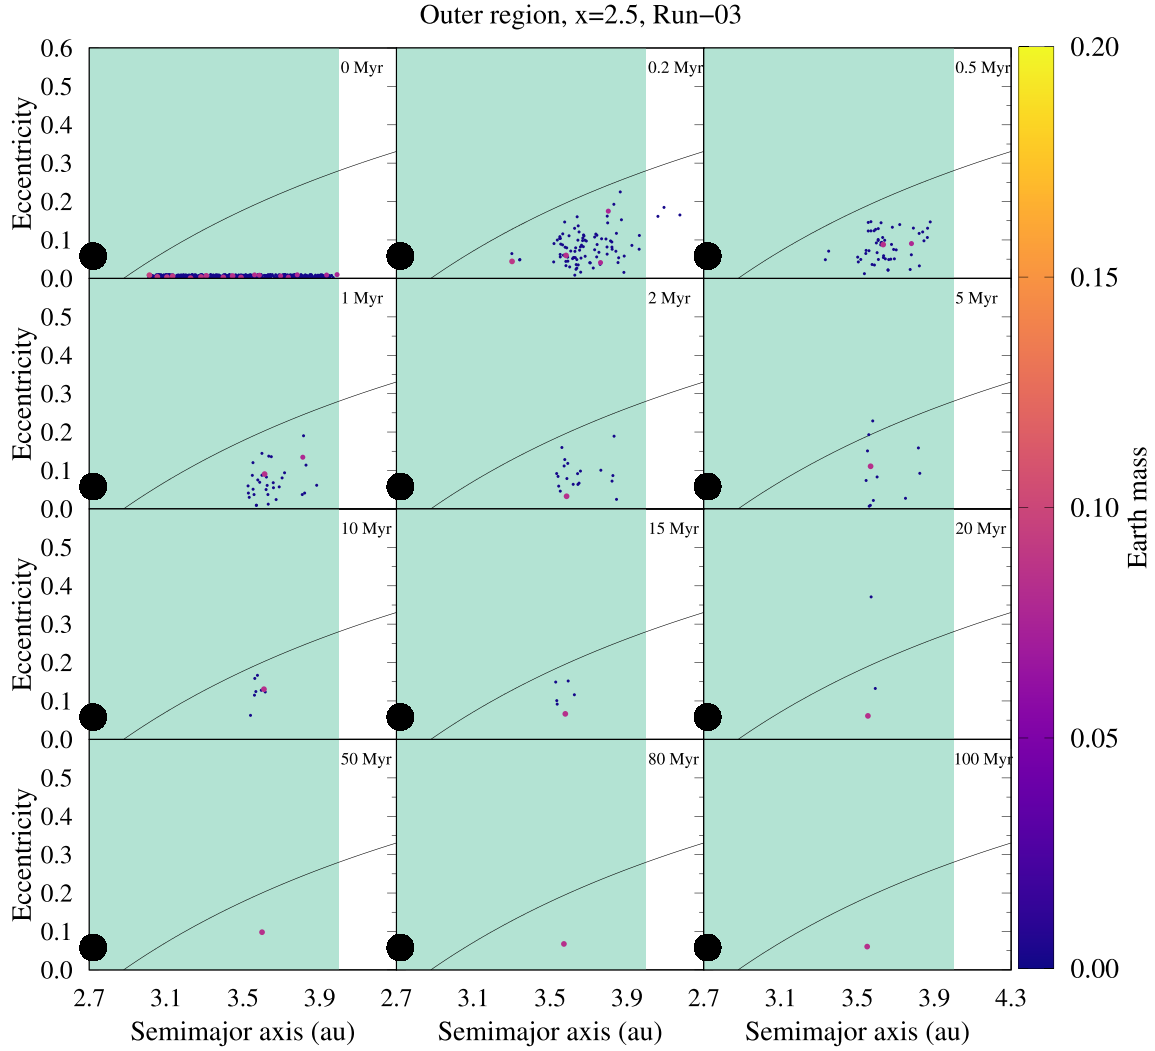 Outer region, x=2.5, Run−03
0 Myr
0.2 Myr
0.5 Myr
Eccentricity
0.6
0.5
0.4
0.3
0.2
0.1
0.0
1 Myr
2 Myr
5 Myr
Eccentricity
0.5
0.4
0.3
0.2
0.1
0.0
10 Myr
15 Myr
20 Myr
Eccentricity
0.5
0.4
0.3
0.2
0.1
0.0
50 Myr
80 Myr
100 Myr
Eccentricity
0.5
0.4
0.3
0.2
0.1
0.0
2.7 3.1 3.5 3.9 2.7 3.1 3.5 3.9 2.7 3.1 3.5 3.9 4.3
Semimajor axis (au) Semimajor axis (au) Semimajor axis (au)
0.20
0.15
0.10
0.05
0.00
Earth mass